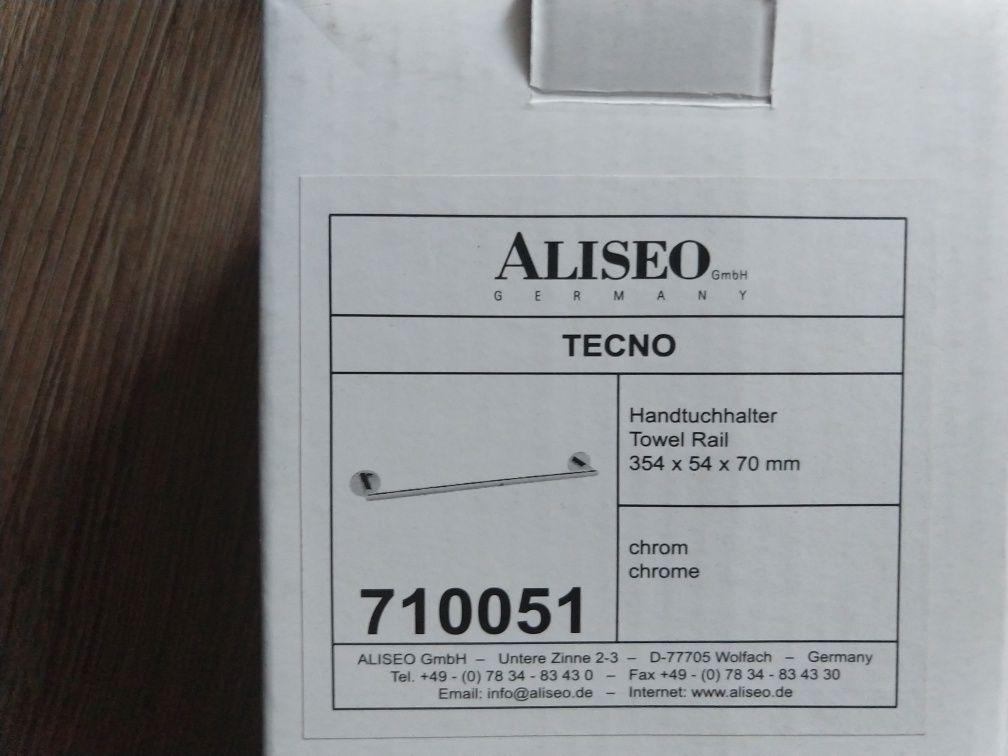 ALISEO GmbH
GERMANY
TECNO
Handtuchhalter
Towel Rail
354 x 54 x 70 mm
chrom
chrome
710051
ALISEO GmbH – Untere Zinne 2-3 – D-77705 Wolfach – Germany
Tel. +49 - (0) 78 34 - 83 43 0 – Fax +49 - (0) 78 34 - 83 43 30
Email: info@aliseo.de – Internet: www.aliseo.de